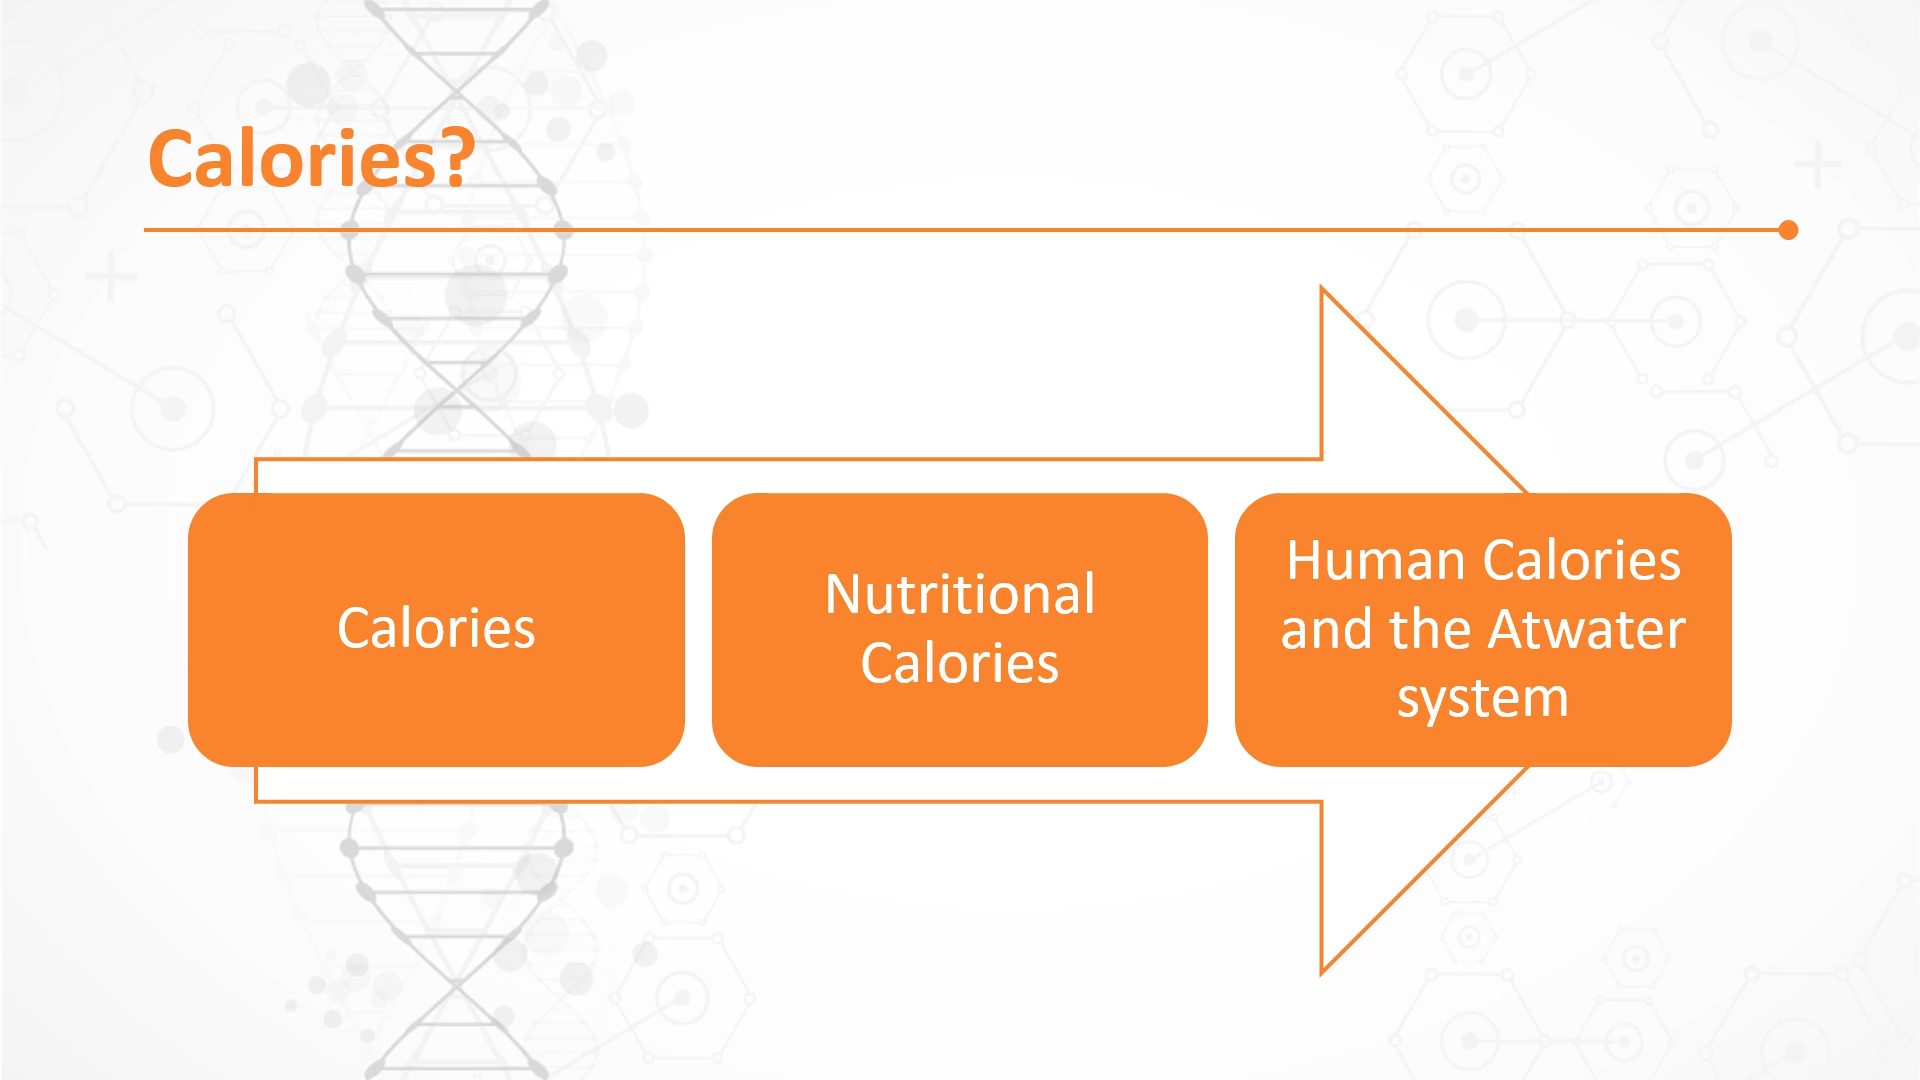 Calories?
Calories
Nutritional
Calories
Human Calories
and the Atwater
system